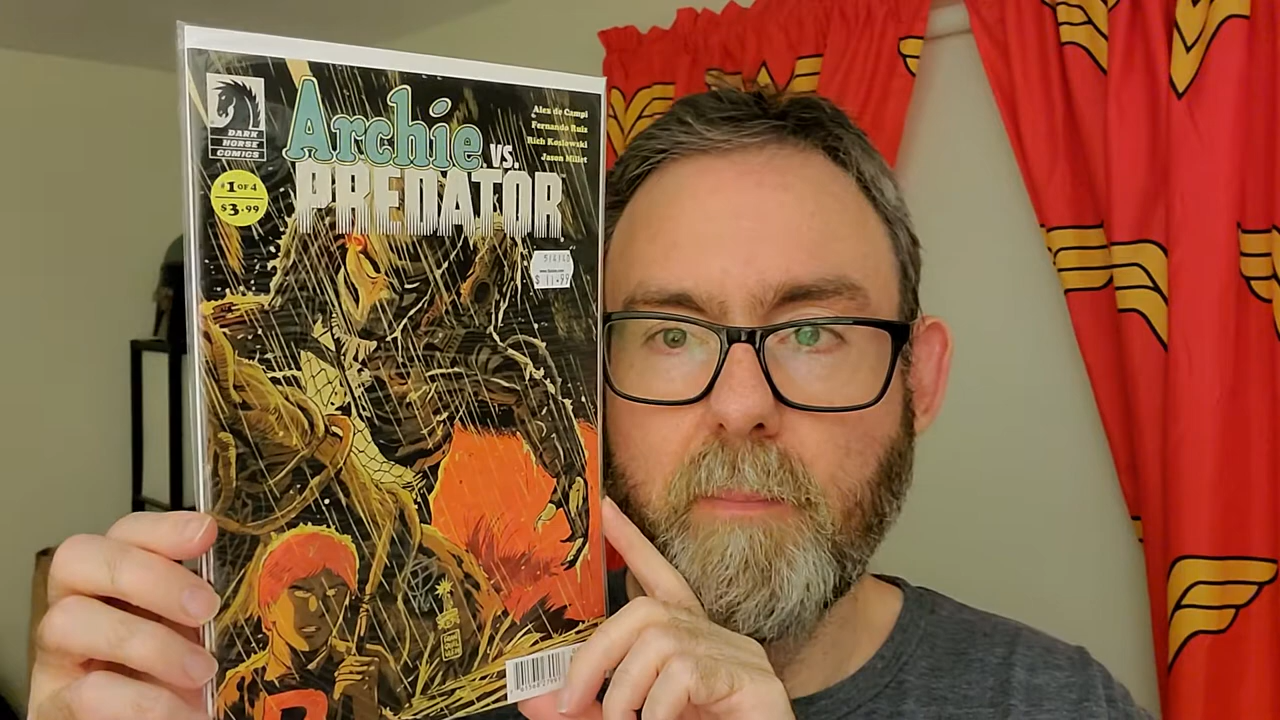 DARK
HORSE
COMICS
Archie
VS.
PREDATOR
Alex de Campi
Fernando Ruiz
Rich Koslowski
Jason Millet
#1 OF 4
$3.99
$ 11.99
R